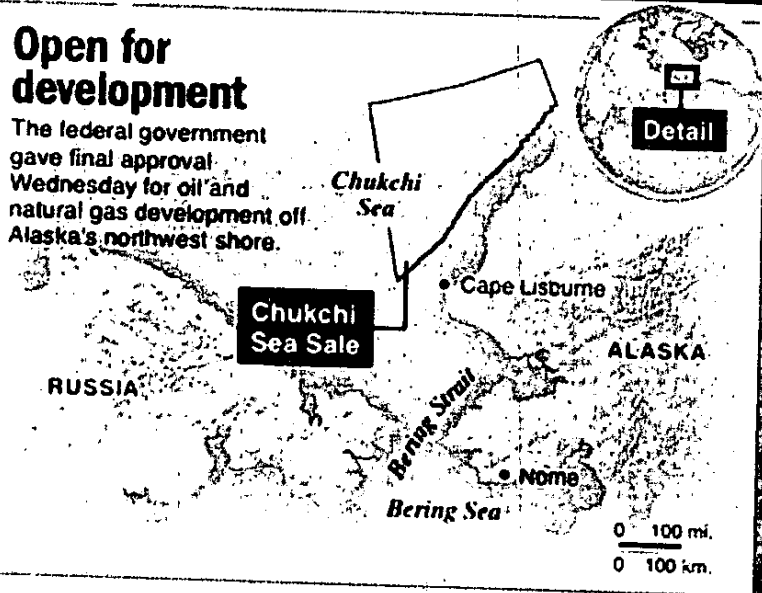 Open for
development
The federal government
gave final approval
Wednesday for oil and
natural gas development off
Alaska's northwest shore.
Detail
Chukchi
Sea
Cape Lisburne
Chukchi
Sea Sale
ALASKA
RUSSIA
Bering Strait
Nome
Bering Sea
0 100 mi.
0 100 km.